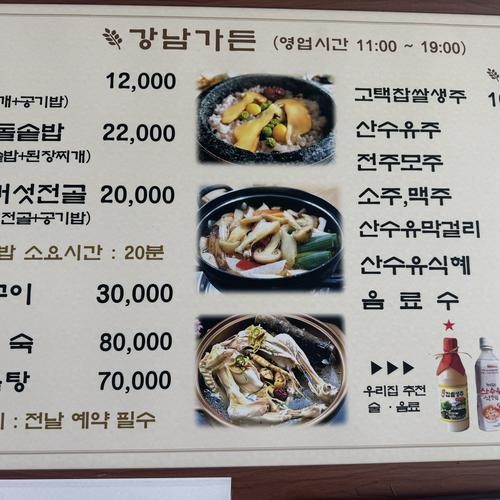 강남가든 (영업시간 11:00 ~ 19:00)
12,000
개+공기밥)
돌솥밥 22,000
솥밥+된장찌개)
버섯전골 20,000
전골+공기밥)
밥 소요시간 : 20분
구이 30,000
숙 80,000
탕 70,000
: 전날 예약 필수
고택찹쌀생주
산수유주
전주모주
소주,맥주
산수유막걸리
산수유식혜
음료수
우리집 추천
술 · 음료